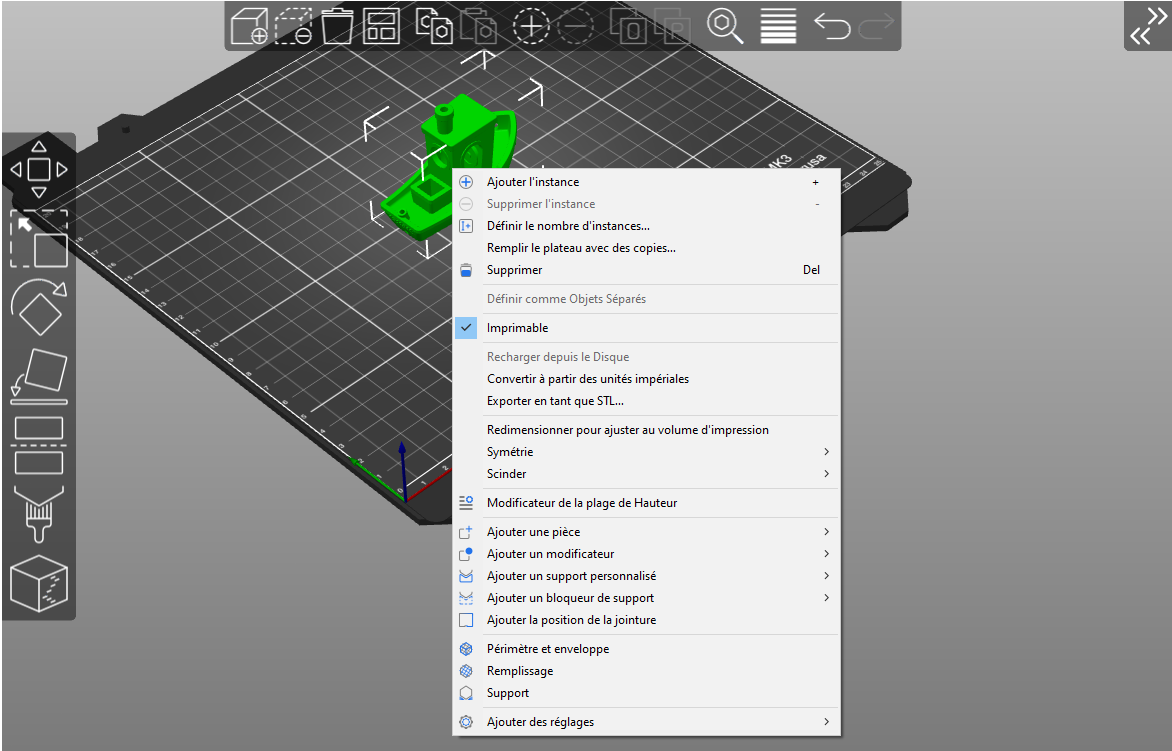 MK3
Ajouter l'instance +
Supprimer l'instance -
Définir le nombre d'instances...
Remplir le plateau avec des copies...
Supprimer Del
Définir comme Objets Séparés
Imprimable
Recharger depuis le Disque
Convertir à partir des unités impériales
Exporter en tant que STL...
Redimensionner pour ajuster au volume d'impression
Symétrie
Scinder
Modificateur de la plage de Hauteur
Ajouter une pièce
Ajouter un modificateur
Ajouter un support personnalisé
Ajouter un bloqueur de support
Ajouter la position de la jointure
Périmètre et enveloppe
Remplissage
Support
Ajouter des réglages